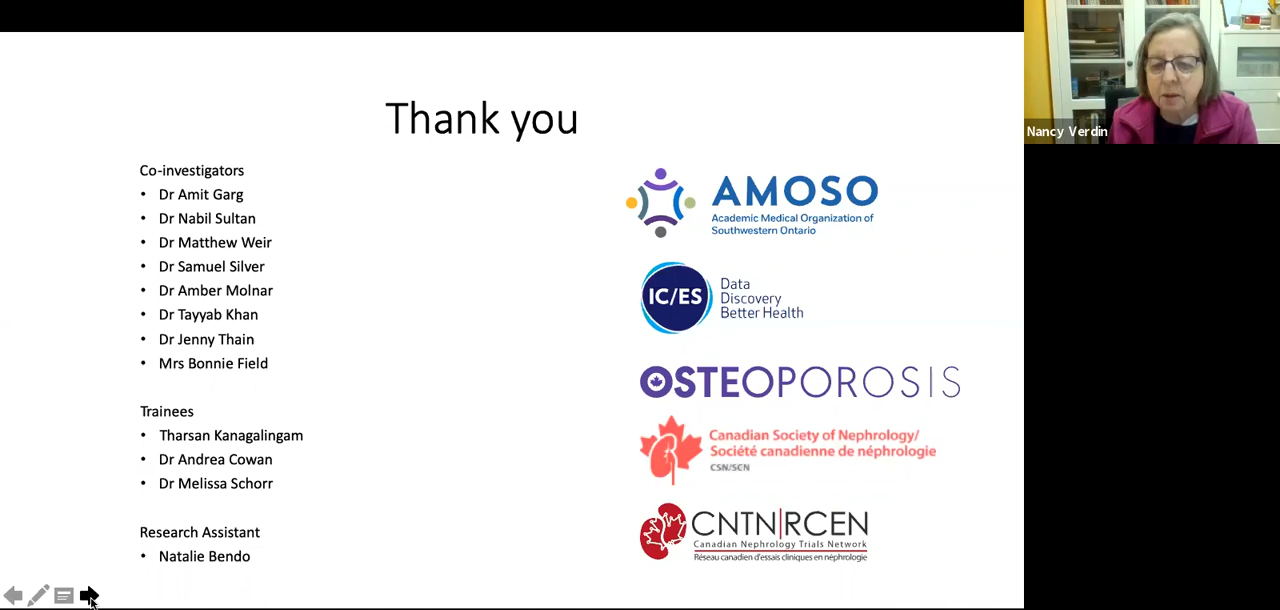 Thank you
Co-investigators
• Dr Amit Garg
• Dr Nabil Sultan
• Dr Matthew Weir
• Dr Samuel Silver
• Dr Amber Molnar
• Dr Tayyab Khan
• Dr Jenny Thain
• Mrs Bonnie Field
Trainees
• Tharsan Kanagalingam
• Dr Andrea Cowan
• Dr Melissa Schorr
Research Assistant
• Natalie Bendo
AMOSO
Academic Medical Organization of
Southwestern Ontario
IC/ES
Data
Discovery
Better Health
OSTEOPOROSIS
Canadian Society of Nephrology/
Société canadienne de néphrologie
CSN/SCN
CNTN|RCEN
Canadian Nephrology Trials Network
Réseau canadien d'essais cliniques en néphrologie
Nancy Verdin